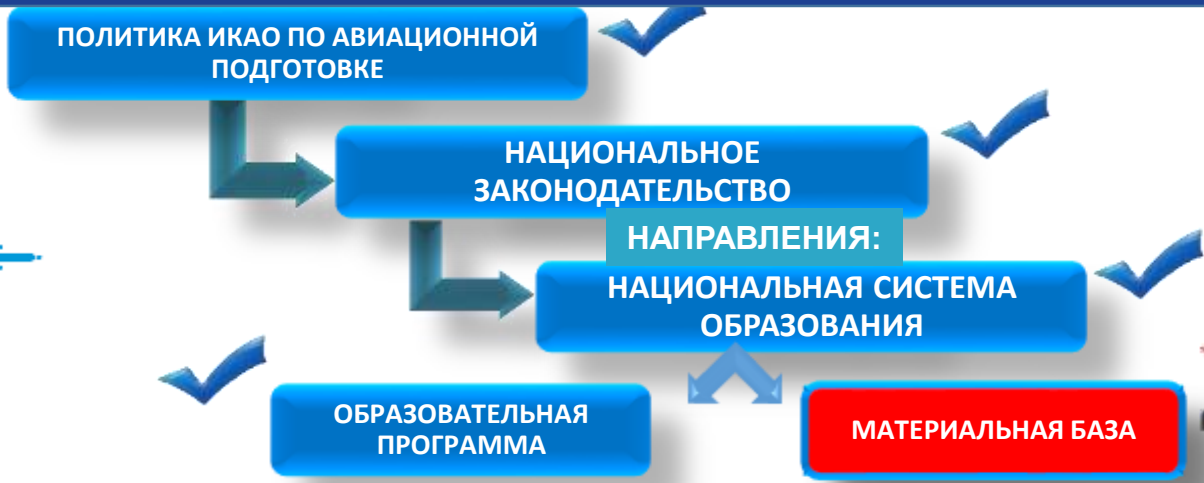 ПОЛИТИКА ИКАО ПО АВИАЦИОННОЙ
ПОДГОТОВКЕ
НАЦИОНАЛЬНОЕ
ЗАКОНОДАТЕЛЬСТВО
НАПРАВЛЕНИЯ:
НАЦИОНАЛЬНАЯ СИСТЕМА
ОБРАЗОВАНИЯ
ОБРАЗОВАТЕЛЬНАЯ
ПРОГРАММА
МАТЕРИАЛЬНАЯ БАЗА